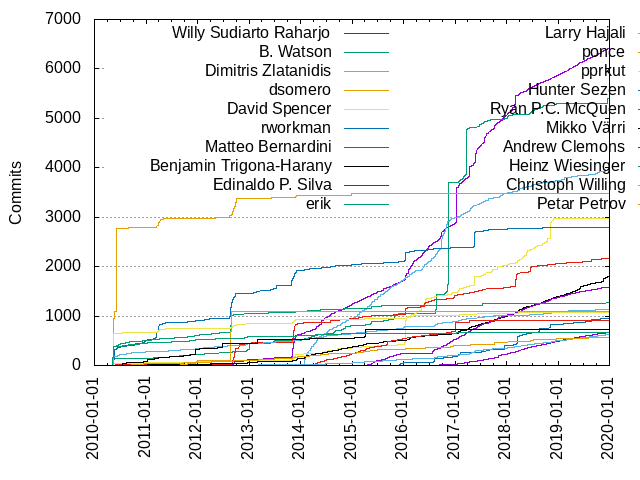 7000
6000
5000
4000
3000
2000
1000
0
Commits
Willy Sudiarto Raharjo
B. Watson
Dimitris Zlatanidis
dsomero
David Spencer
rworkman
Matteo Bernardini
Benjamin Trigona-Harany
Edinaldo P. Silva
erik
Larry Hajali
ponce
pprkut
Hunter Sezen
Ryan P.C. McQuen
Mikko Värri
Andrew Clemons
Heinz Wiesinger
Christoph Willing
Petar Petrov
2010-01-01
2011-01-01
2012-01-01
2013-01-01
2014-01-01
2015-01-01
2016-01-01
2017-01-01
2018-01-01
2019-01-01
2020-01-01